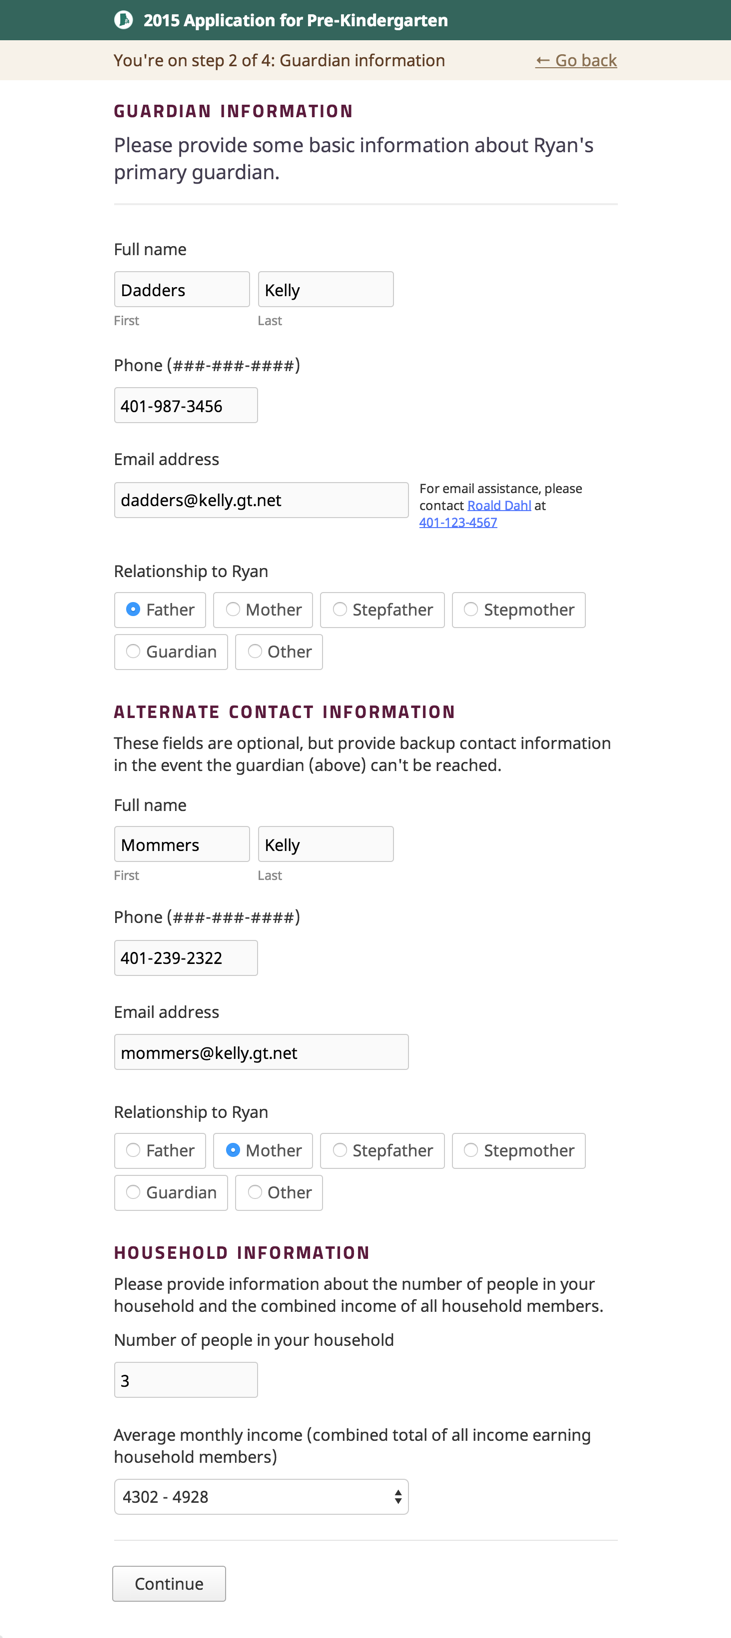 2015 Application for Pre-Kindergarten
You're on step 2 of 4: Guardian information
← Go back
GUARDIAN INFORMATION
Please provide some basic information about Ryan's
primary guardian.
Full name
Dadders Kelly
First Last
Phone (###-###-####)
401-987-3456
Email address
dadders@kelly.gt.net
For email assistance, please
contact Roald Dahl at
401-123-4567
Relationship to Ryan
Father Mother Stepfather Stepmother
Guardian Other
ALTERNATE CONTACT INFORMATION
These fields are optional, but provide backup contact information
in the event the guardian (above) can't be reached.
Full name
Mommers Kelly
First Last
Phone (###-###-####)
401-239-2322
Email address
mommers@kelly.gt.net
Relationship to Ryan
Father Mother Stepfather Stepmother
Guardian Other
HOUSEHOLD INFORMATION
Please provide information about the number of people in your
household and the combined income of all household members.
Number of people in your household
3
Average monthly income (combined total of all income earning
household members)
4302 - 4928
Continue